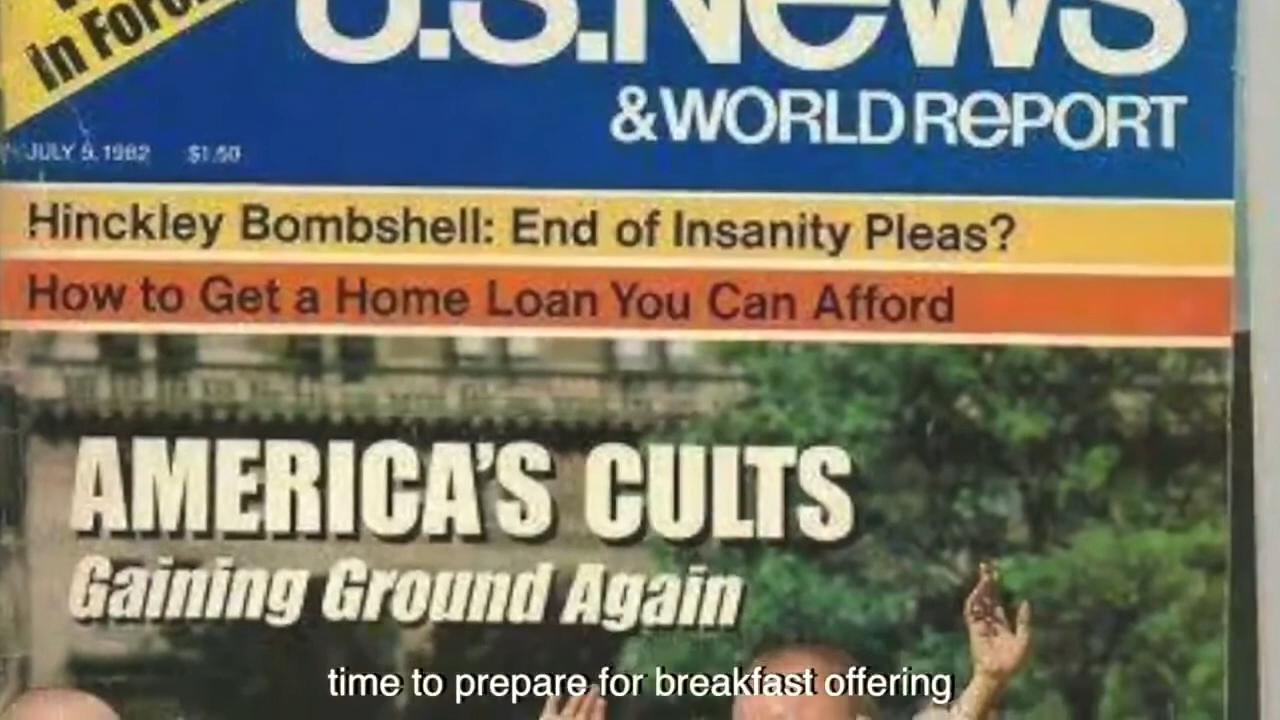 In
U.S.News
& WORLD REPORT
JULY 5, 1982 $1.50
Hinckley Bombshell: End of Insanity Pleas?
How to Get a Home Loan You Can Afford
AMERICA'S CULTS
Gaining Ground Again
time to prepare for breakfast offering